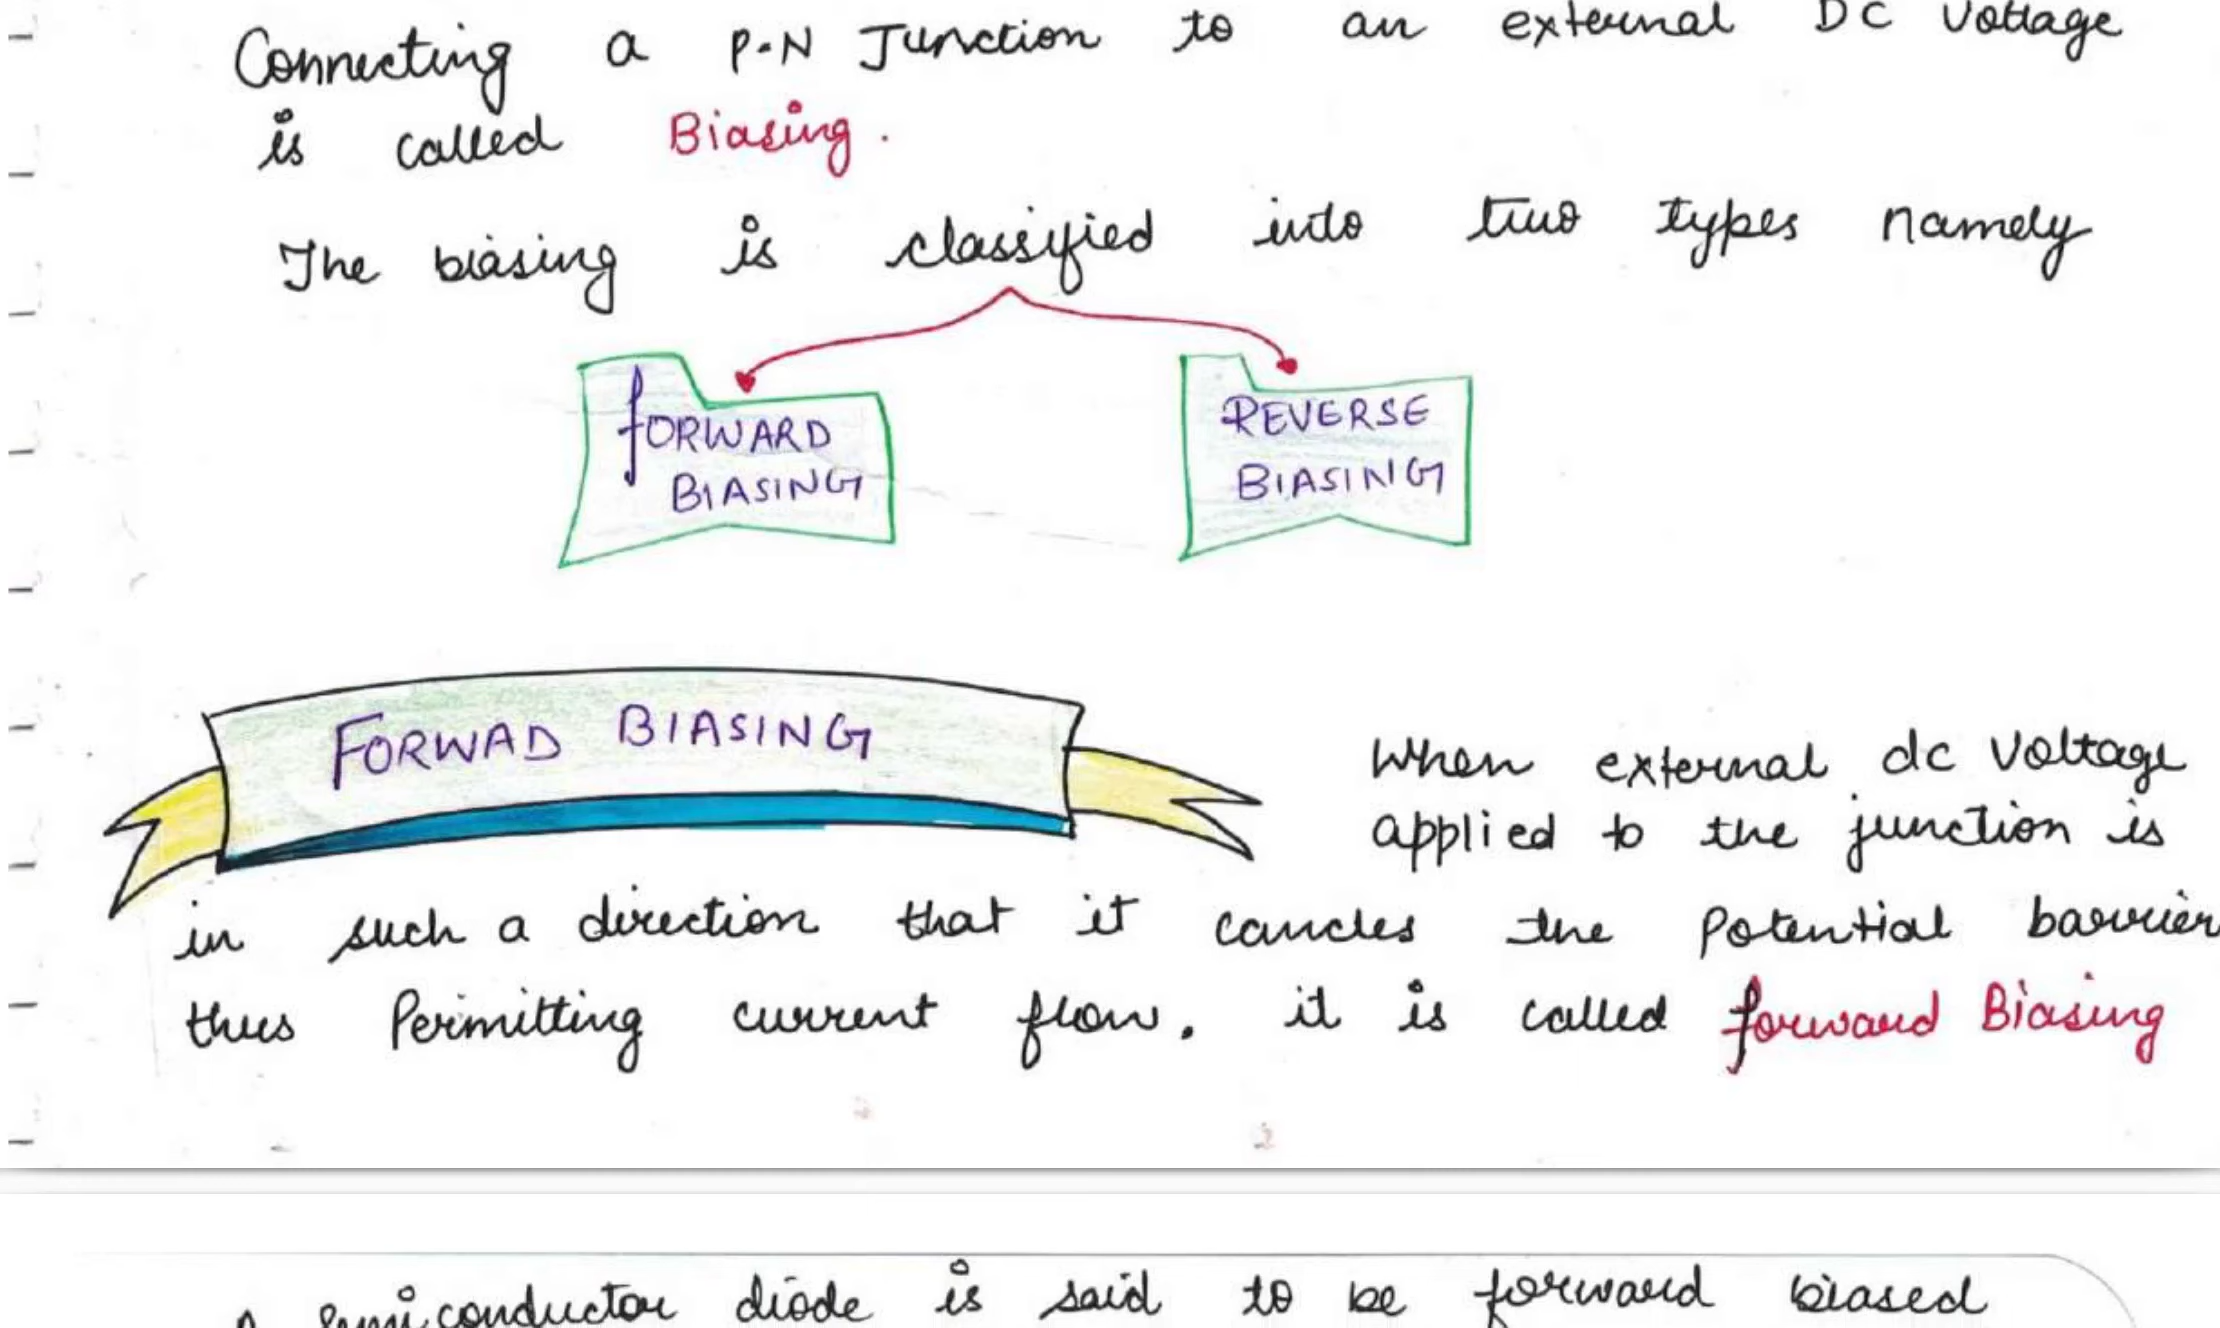 Connecting a P-N Junction to an external DC Voltage
is called Biasing.
The biasing is classified into two types namely
FORWARD
BIASING
REVERSE
BIASING
FORWAD BIASING
When external dc Voltage
applied to the junction is
in such a direction that it cancles the Potential barrier
thus Permitting current flow. it is called forward Biasing
A Semiconductor diode is said to be forward biased